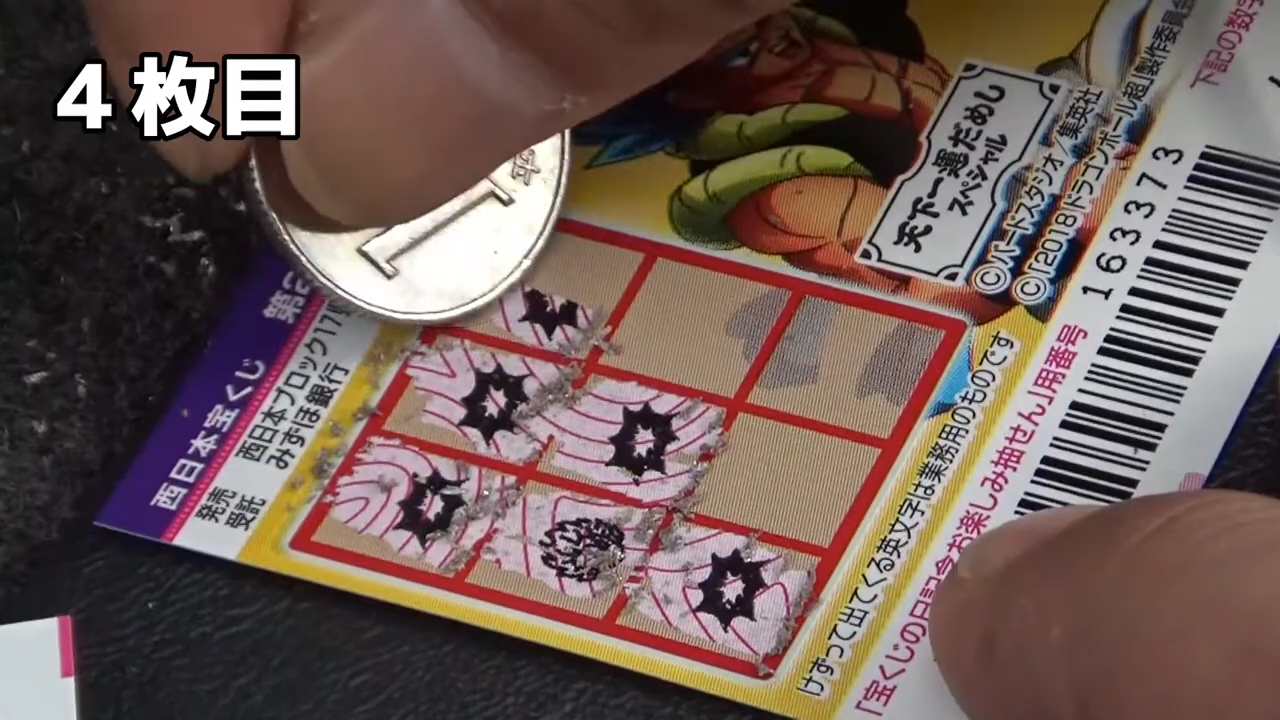 4枚目
天下一運だめし
スペシャル
©バードスタジオ/集英社
©「2018ドラゴンボール超」製作委員会
下記の数字
163373
「宝くじの日記念お楽しみ抽せん」用番号
けずって出てくる英文字は業務用のものです
西日本宝くじ
西日本ブロック17
発売
受託
みずほ銀行
1